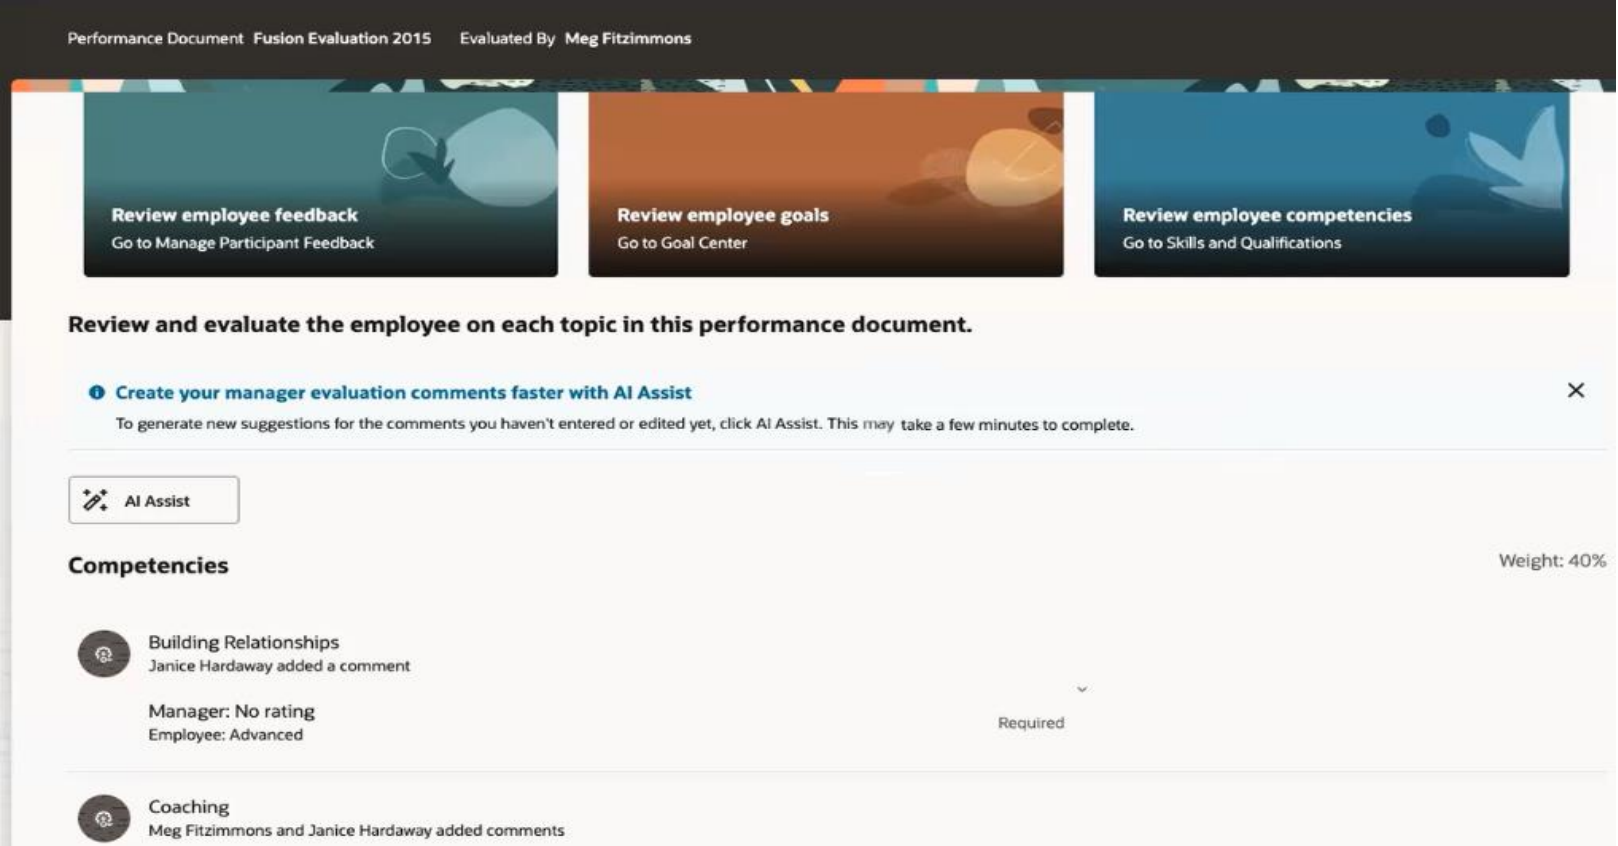 Performance Document Fusion Evaluation 2015 Evaluated By Meg Fitzimmons
Review employee feedback
Go to Manage Participant Feedback
Review employee goals
Go to Goal Center
Review employee competencies
Go to Skills and Qualifications
Review and evaluate the employee on each topic in this performance document.
Create your manager evaluation comments faster with AI Assist
To generate new suggestions for the comments you haven't entered or edited yet, click AI Assist. This may take a few minutes to complete.
AI Assist
Competencies
Weight: 40%
Building Relationships
Janice Hardaway added a comment
Manager: No rating
Employee: Advanced
Required
Coaching
Meg Fitzimmons and Janice Hardaway added comments